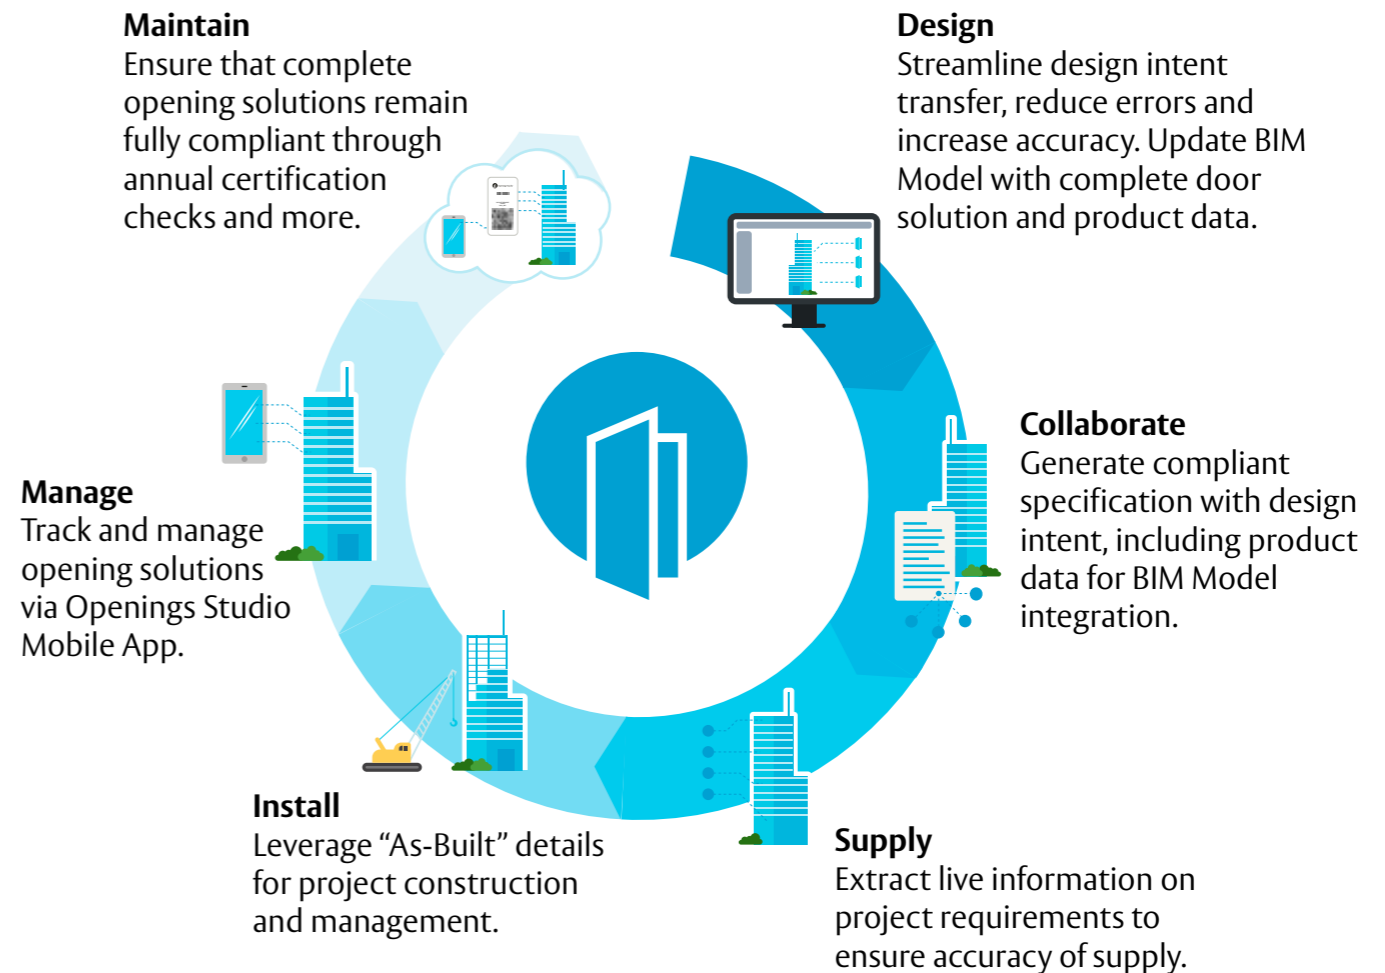 Maintain
Ensure that complete
opening solutions remain
fully compliant through
annual certification
checks and more.
Design
Streamline design intent
transfer, reduce errors and
increase accuracy. Update BIM
Model with complete door
solution and product data.
Collaborate
Generate compliant
specification with design
intent, including product
data for BIM Model
integration.
Manage
Track and manage
opening solutions
via Openings Studio
Mobile App.
Install
Leverage “As-Built” details
for project construction
and management.
Supply
Extract live information on
project requirements to
ensure accuracy of supply.